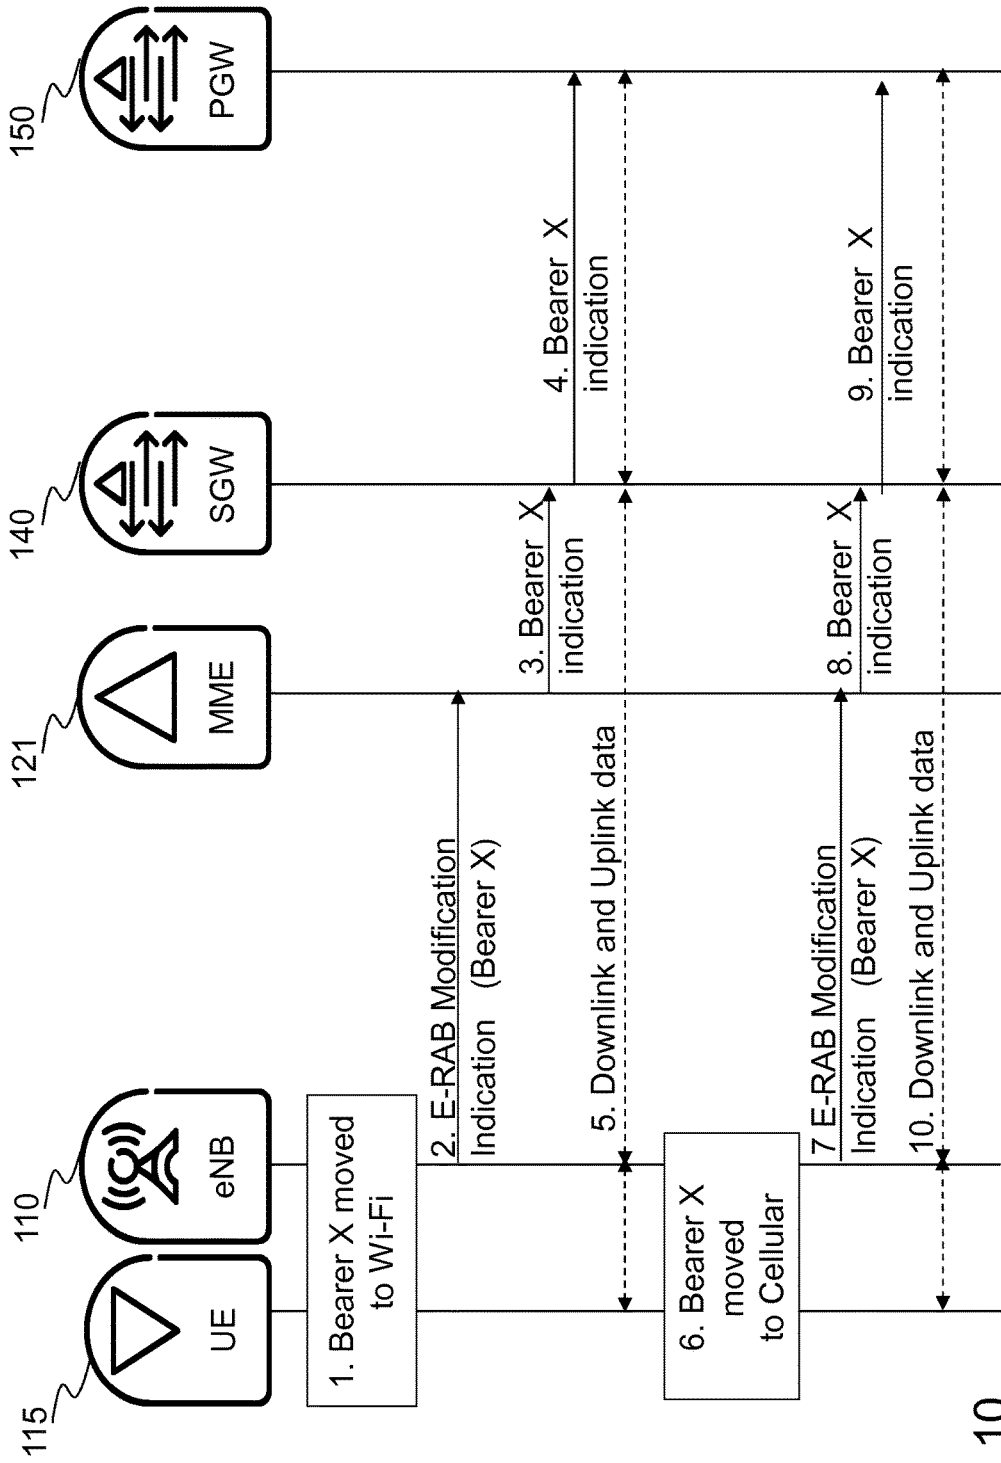 115
110
121
140
150
UE
eNB
MME
SGW
PGW
1. Bearer X moved
to Wi-Fi
2. E-RAB Modification
Indication (Bearer X)
3. Bearer X
indication
4. Bearer X
indication
5. Downlink and Uplink data
6. Bearer X
moved
to Cellular
7 E-RAB Modification
Indication (Bearer X)
8. Bearer X
indication
9. Bearer X
indication
10. Downlink and Uplink data
10